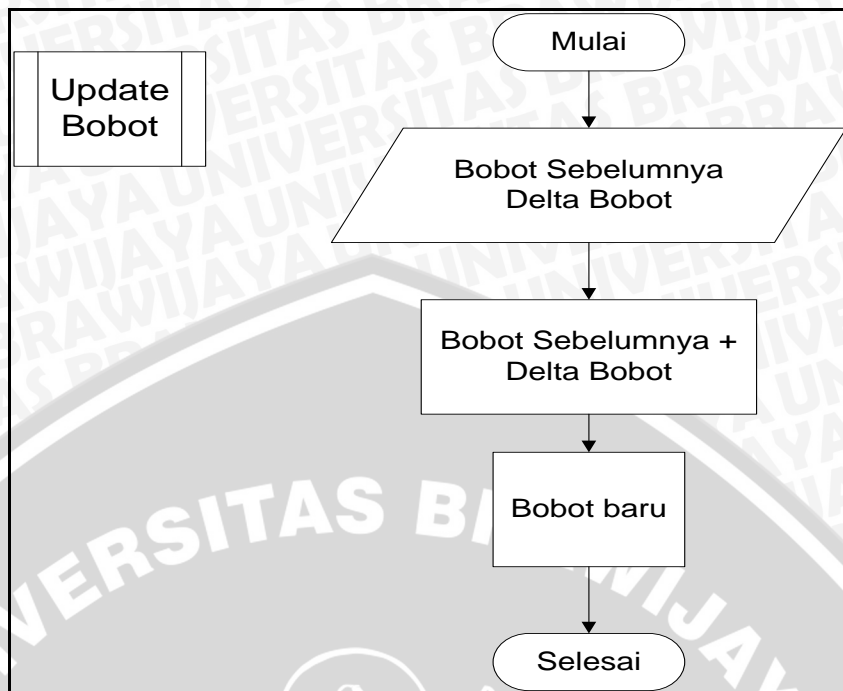 Mulai
Update
Bobot
Bobot Sebelumnya
Delta Bobot
Bobot Sebelumnya +
Delta Bobot
Bobot baru
Selesai